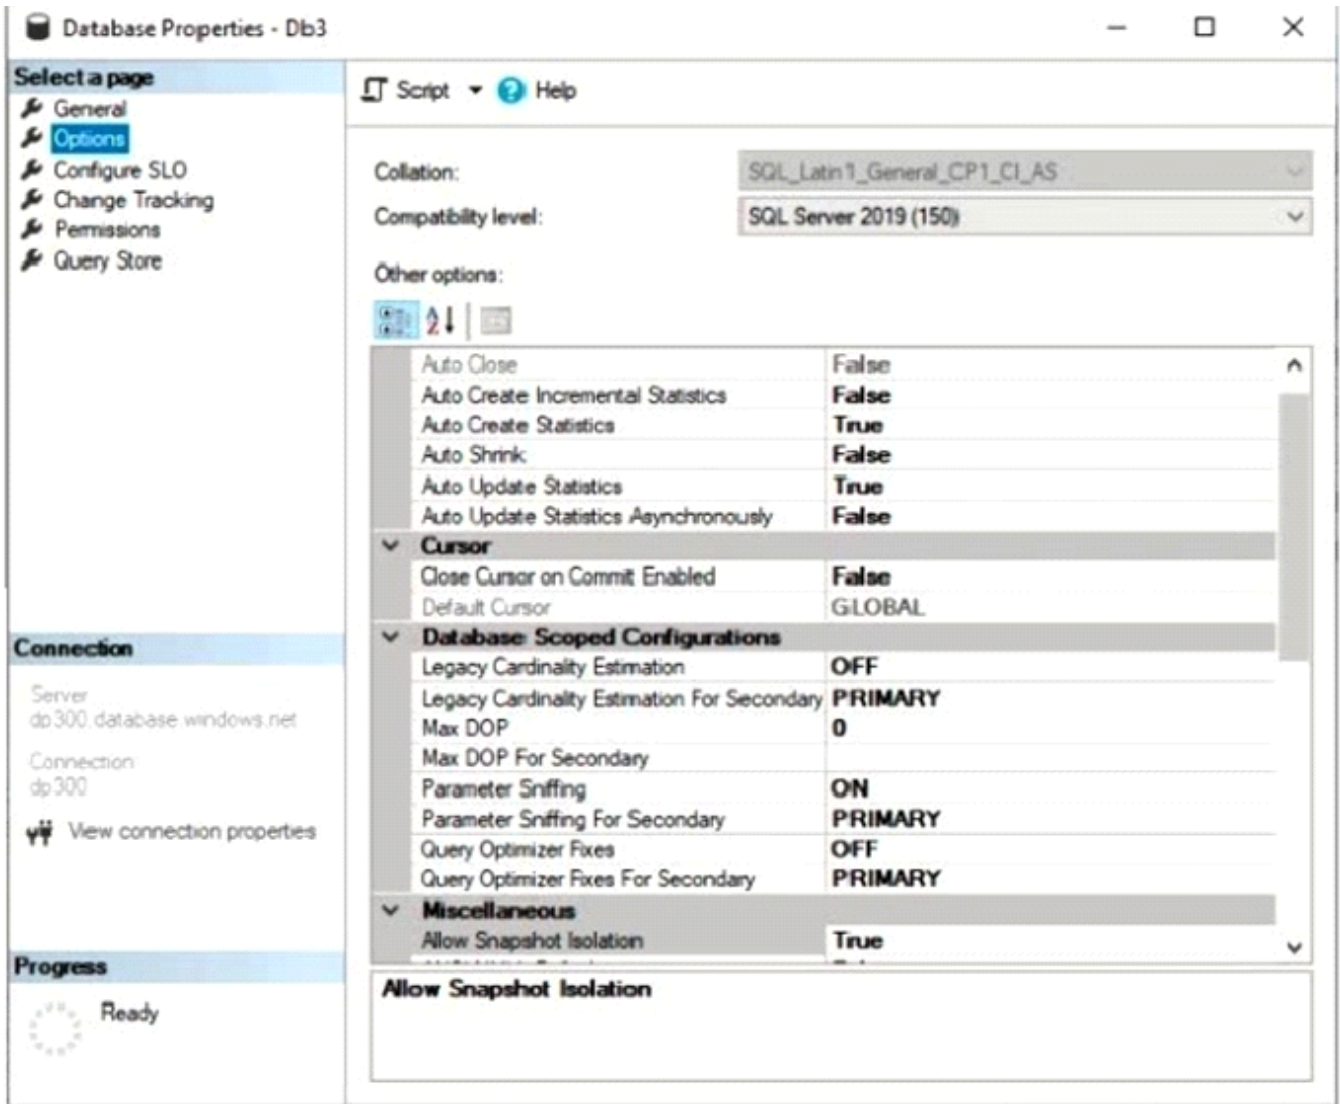 Database Properties - Db3
Select a page
General
Options
Configure SLO
Change Tracking
Permissions
Query Store
Connection
Server
dp300.database.windows.net
Connection
dp300
View connection properties
Progress
Ready
Script
Help
Collation: SQL_Latin1_General_CP1_CI_AS
Compatibility level: SQL Server 2019 (150)
Other options:
Auto Close False
Auto Create Incremental Statistics False
Auto Create Statistics True
Auto Shrink False
Auto Update Statistics True
Auto Update Statistics Asynchronously False
Cursor
Close Cursor on Commit Enabled False
Default Cursor GLOBAL
Database Scoped Configurations
Legacy Cardinality Estimation OFF
Legacy Cardinality Estimation For Secondary PRIMARY
Max DOP 0
Max DOP For Secondary
Parameter Sniffing ON
Parameter Sniffing For Secondary PRIMARY
Query Optimizer Fixes OFF
Query Optimizer Fixes For Secondary PRIMARY
Miscellaneous
Allow Snapshot Isolation True
Allow Snapshot Isolation